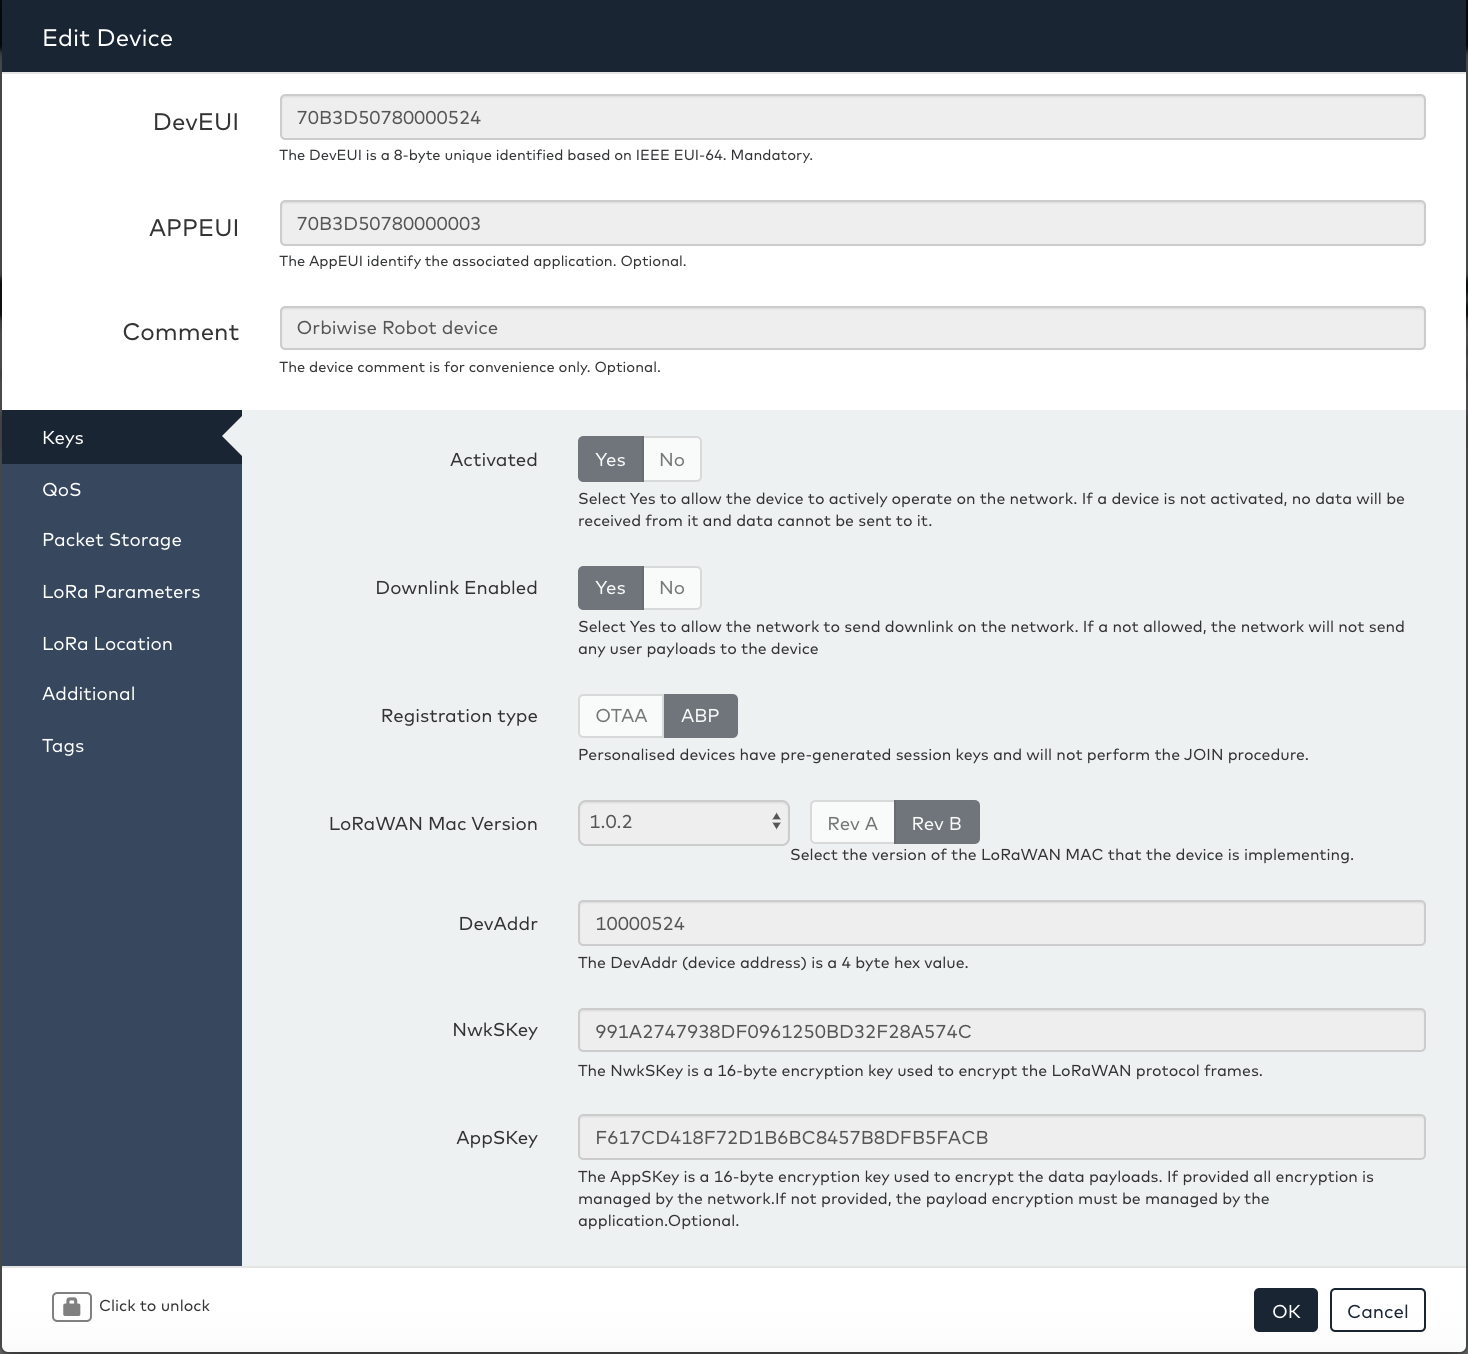 Edit Device
DevEUI
70B3D50780000524
The DevEUI is a 8-byte unique identified based on IEEE EUI-64. Mandatory.
APPEUI
70B3D50780000003
The AppEUI identify the associated application. Optional.
Comment
Orbiwise Robot device
The device comment is for convenience only. Optional.
Keys
QoS
Packet Storage
LoRa Parameters
LoRa Location
Additional
Tags
Activated
Yes No
Select Yes to allow the device to actively operate on the network. If a device is not activated, no data will be
received from it and data cannot be sent to it.
Downlink Enabled
Yes No
Select Yes to allow the network to send downlink on the network. If a not allowed, the network will not send
any user payloads to the device
Registration type
OTAA ABP
Personalised devices have pre-generated session keys and will not perform the JOIN procedure.
LoRaWAN Mac Version
1.0.2
Rev A Rev B
Select the version of the LoRaWAN MAC that the device is implementing.
DevAddr
10000524
The DevAddr (device address) is a 4 byte hex value.
NwkSKey
991A2747938DF0961250BD32F28A574C
The NwkSKey is a 16-byte encryption key used to encrypt the LoRaWAN protocol frames.
AppSKey
F617CD418F72D1B6BC8457B8DFB5FACB
The AppSKey is a 16-byte encryption key used to encrypt the data payloads. If provided all encryption is
managed by the network.If not provided, the payload encryption must be managed by the
application.Optional.
Click to unlock
OK
Cancel